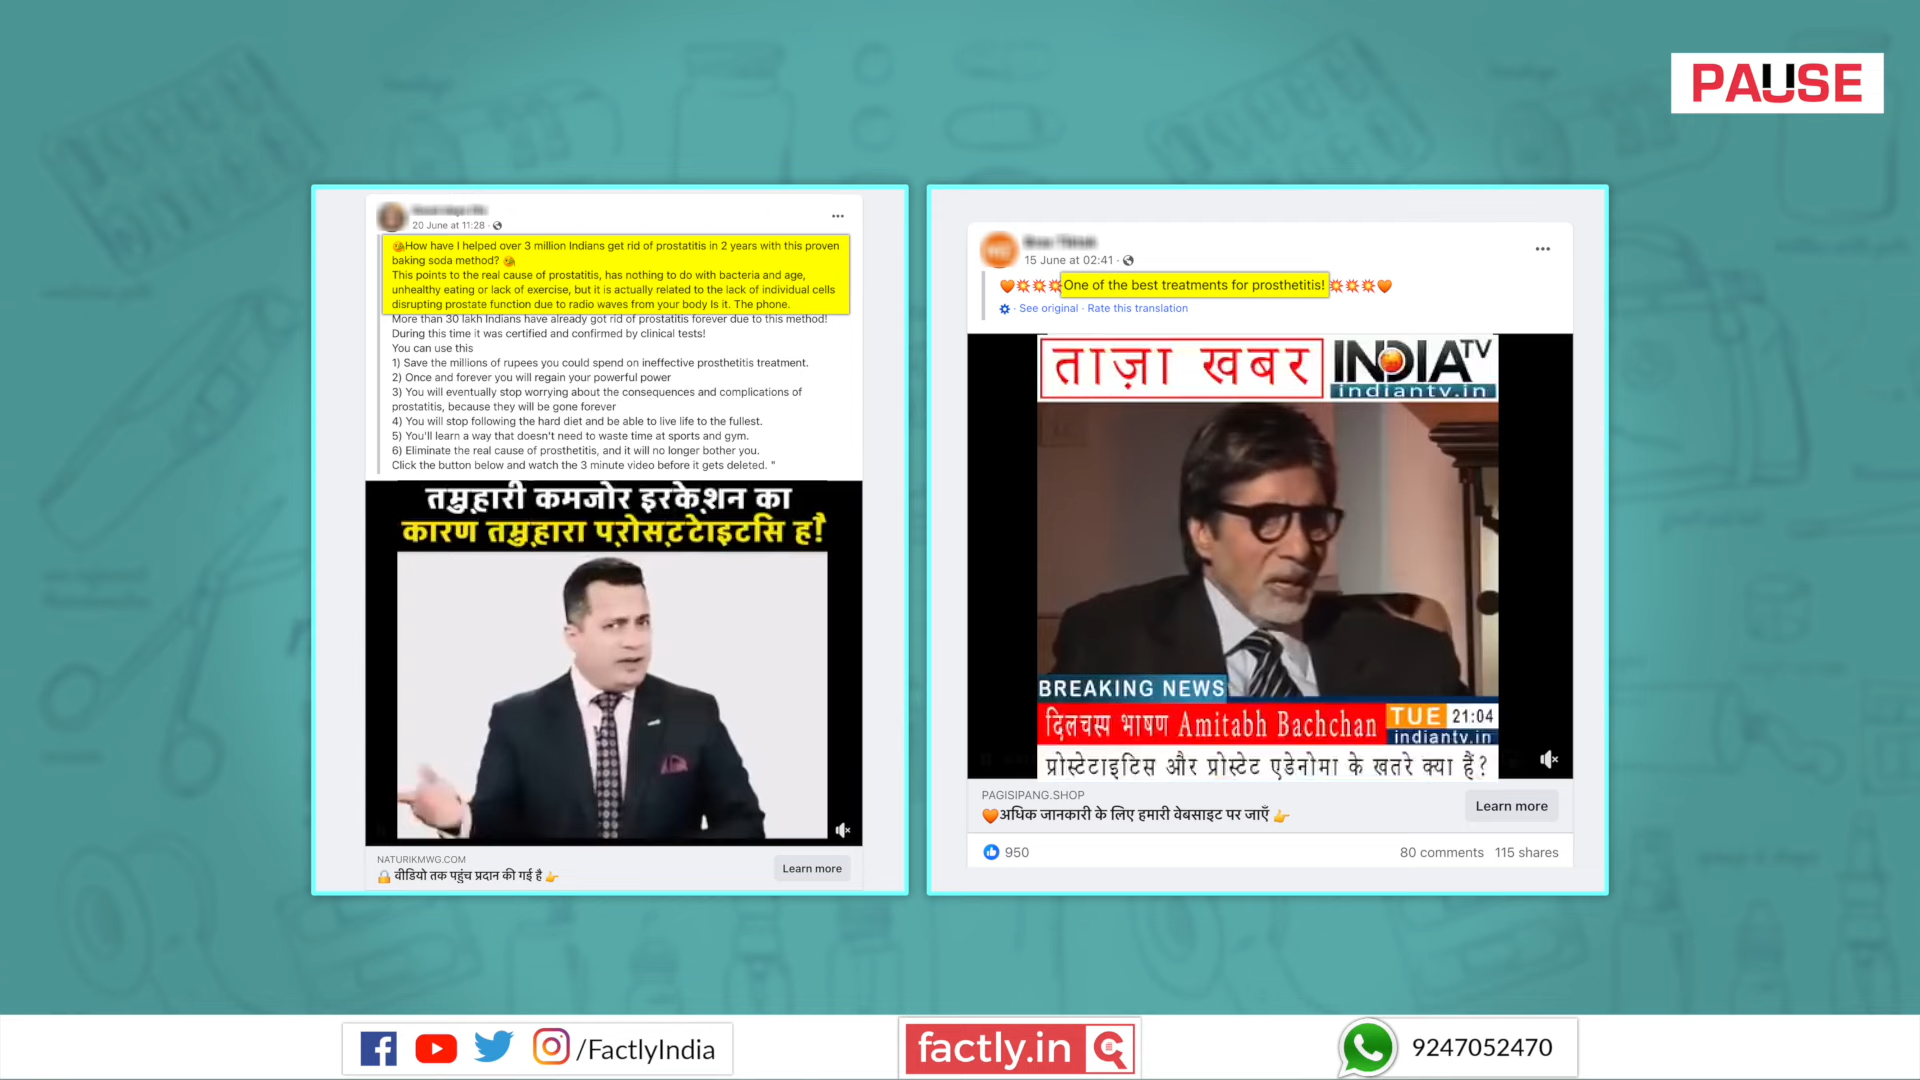 PAUSE
20 June at 11:28
How have I helped over 3 million Indians get rid of prostatitis in 2 years with this proven
baking soda method?
This points to the real cause of prostatitis, has nothing to do with bacteria and age,
unhealthy eating or lack of exercise, but it is actually related to the lack of individual cells
disrupting prostate function due to radio waves from your body Is it. The phone.
More than 30 lakh Indians have already got rid of prostatitis forever due to this method!
During this time it was certified and confirmed by clinical tests!
You can use this
1) Save the millions of rupees you could spend on ineffective prosthetitis treatment.
2) Once and forever you will regain your powerful power
3) You will eventually stop worrying about the consequences and complications of
prostatitis, because they will be gone forever
4) You will stop following the hard diet and be able to live life to the fullest.
5) You'll learn a way that doesn't need to waste time at sports and gym.
6) Eliminate the real cause of prosthetitis, and it will no longer bother you.
Click the button below and watch the 3 minute video before it gets deleted. "
कमजोर इरकेशन का
कारण
NATURIKMWG.COM
वीडियो तक पहुंच प्रदान की गई है
Learn more
15 June at 02:41
One of the best treatments for prosthetitis!
See original · Rate this translation
ताज़ा खबर INDIA TV
indiantv.in
BREAKING NEWS
दिलचस्प भाषण Amitabh Bachchan TUE 21:04
indiantv.in
प्रोस्टेटाइटिस और प्रोस्टेट एडेनोमा के खतरे क्या हैं?
PAGISIPANG.SHOP
अधिक जानकारी के लिए हमारी वेबसाइट पर जाएँ
Learn more
950
80 comments 115 shares
/FactlyIndia
factly.in
9247052470